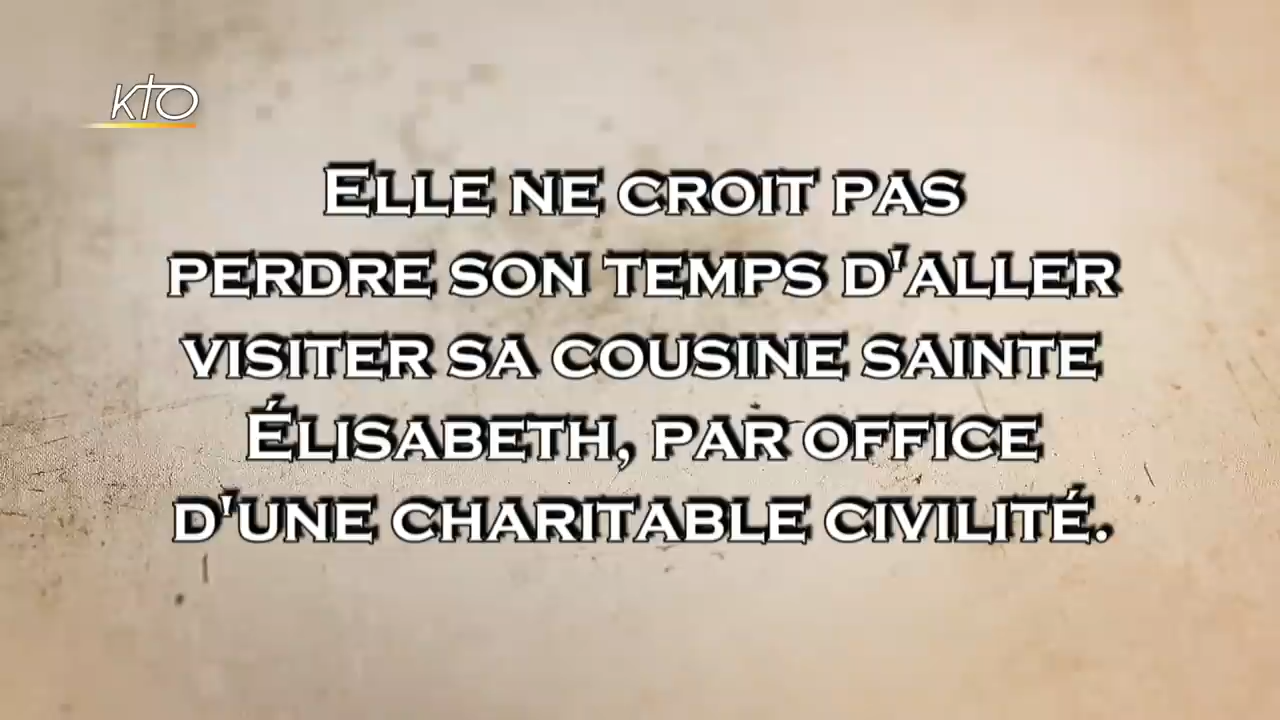 KTO
ELLE NE CROIT PAS
PERDRE SON TEMPS D'ALLER
VISITER SA COUSINE SAINTE
ÉLISABETH, PAR OFFICE
D'UNE CHARITABLE CIVILITÉ.